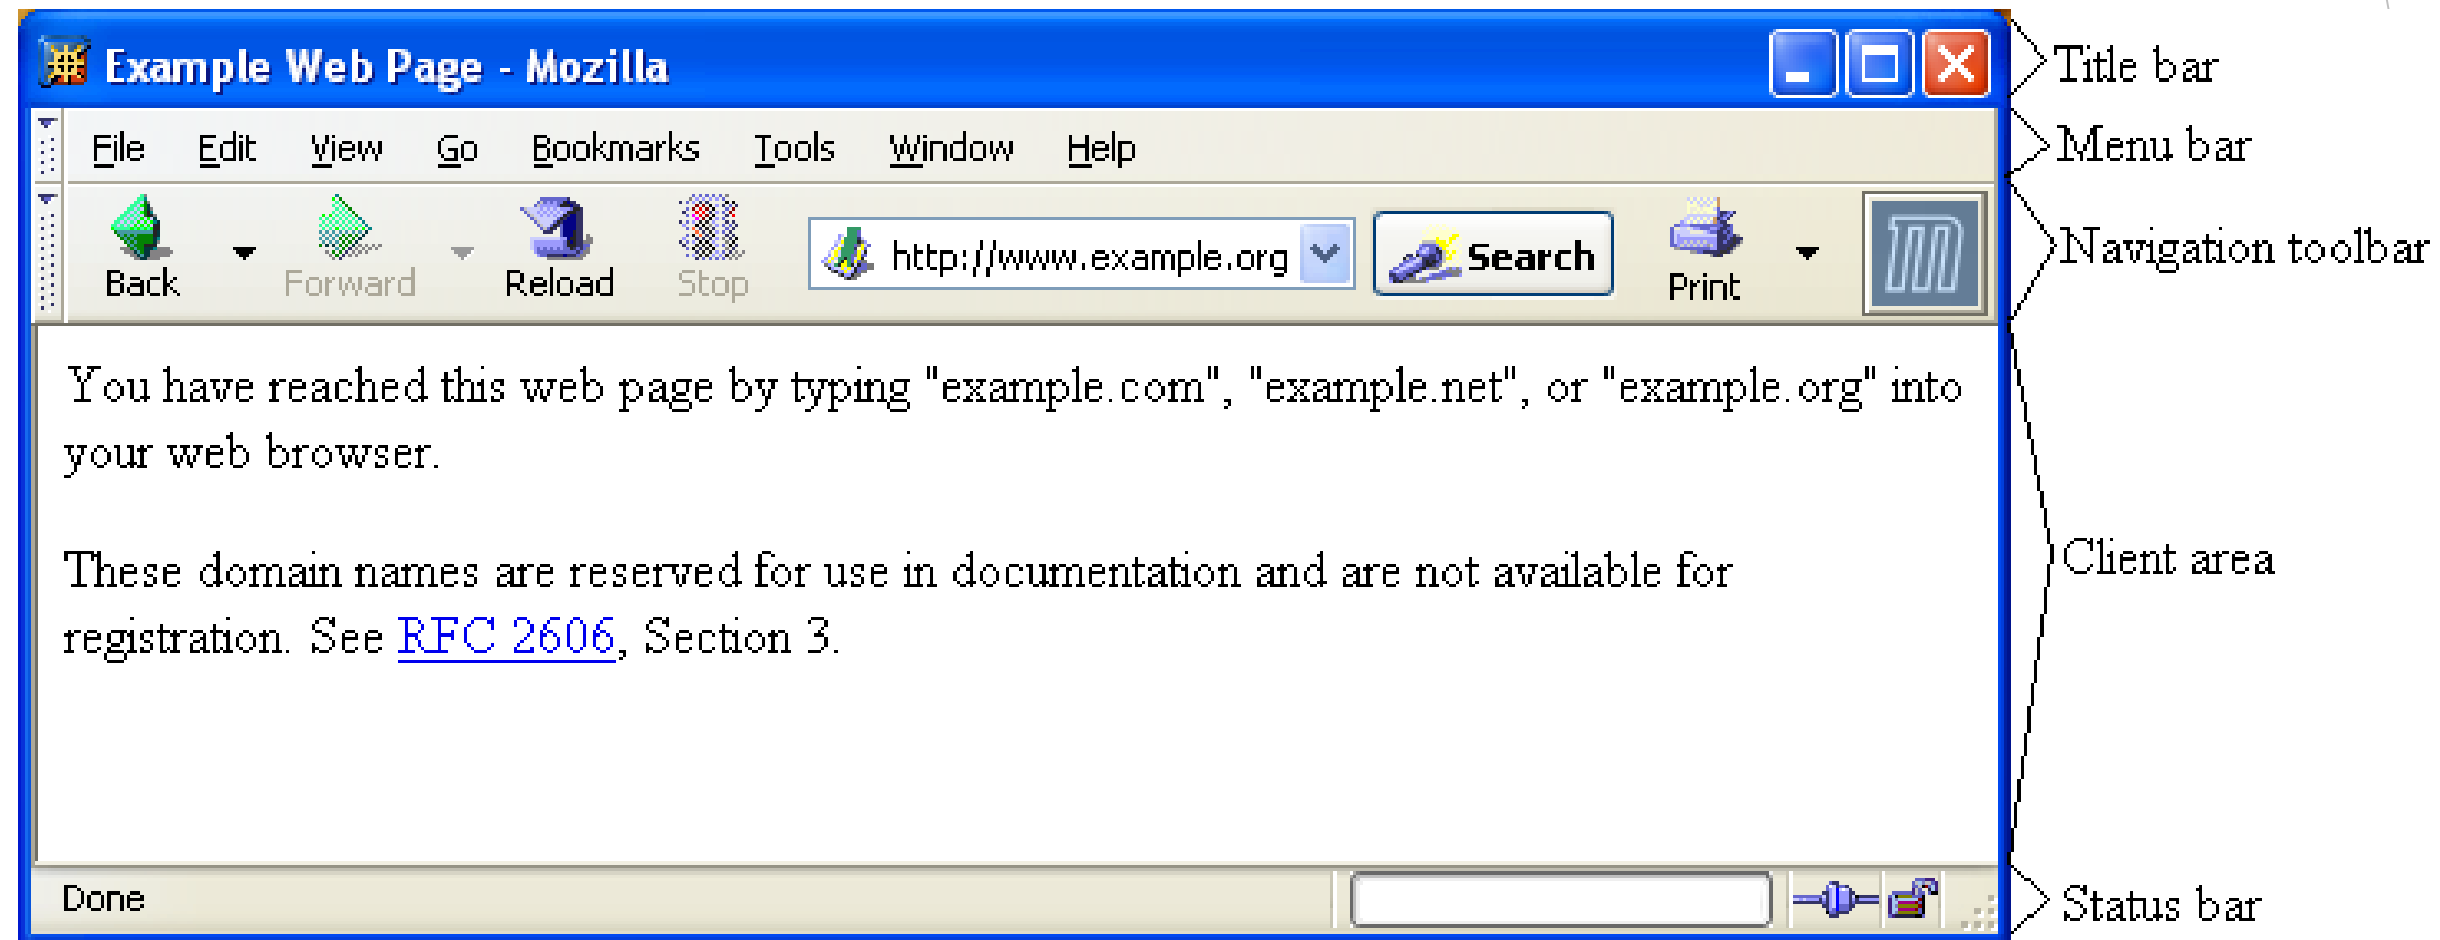 Example Web Page - Mozilla
Title bar
File Edit View Go Bookmarks Tools Window Help
Menu bar
Back Forward Reload Stop http://www.example.org Search Print
Navigation toolbar
You have reached this web page by typing "example.com", "example.net", or "example.org" into
your web browser.
These domain names are reserved for use in documentation and are not available for
registration. See RFC 2606, Section 3.
Client area
Done
Status bar